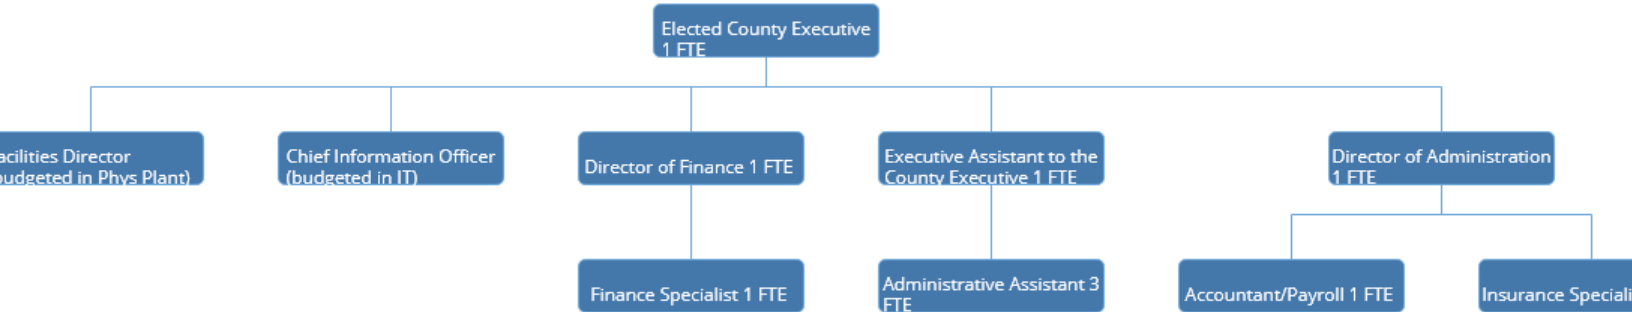 Elected County Executive
1 FTE
acilities Director
budgeted in Phys Plant)
Chief Information Officer
(budgeted in IT)
Director of Finance 1 FTE
Executive Assistant to the
County Executive 1 FTE
Director of Administration
1 FTE
Finance Specialist 1 FTE
Administrative Assistant 3
FTE
Accountant/Payroll 1 FTE
Insurance Speciali